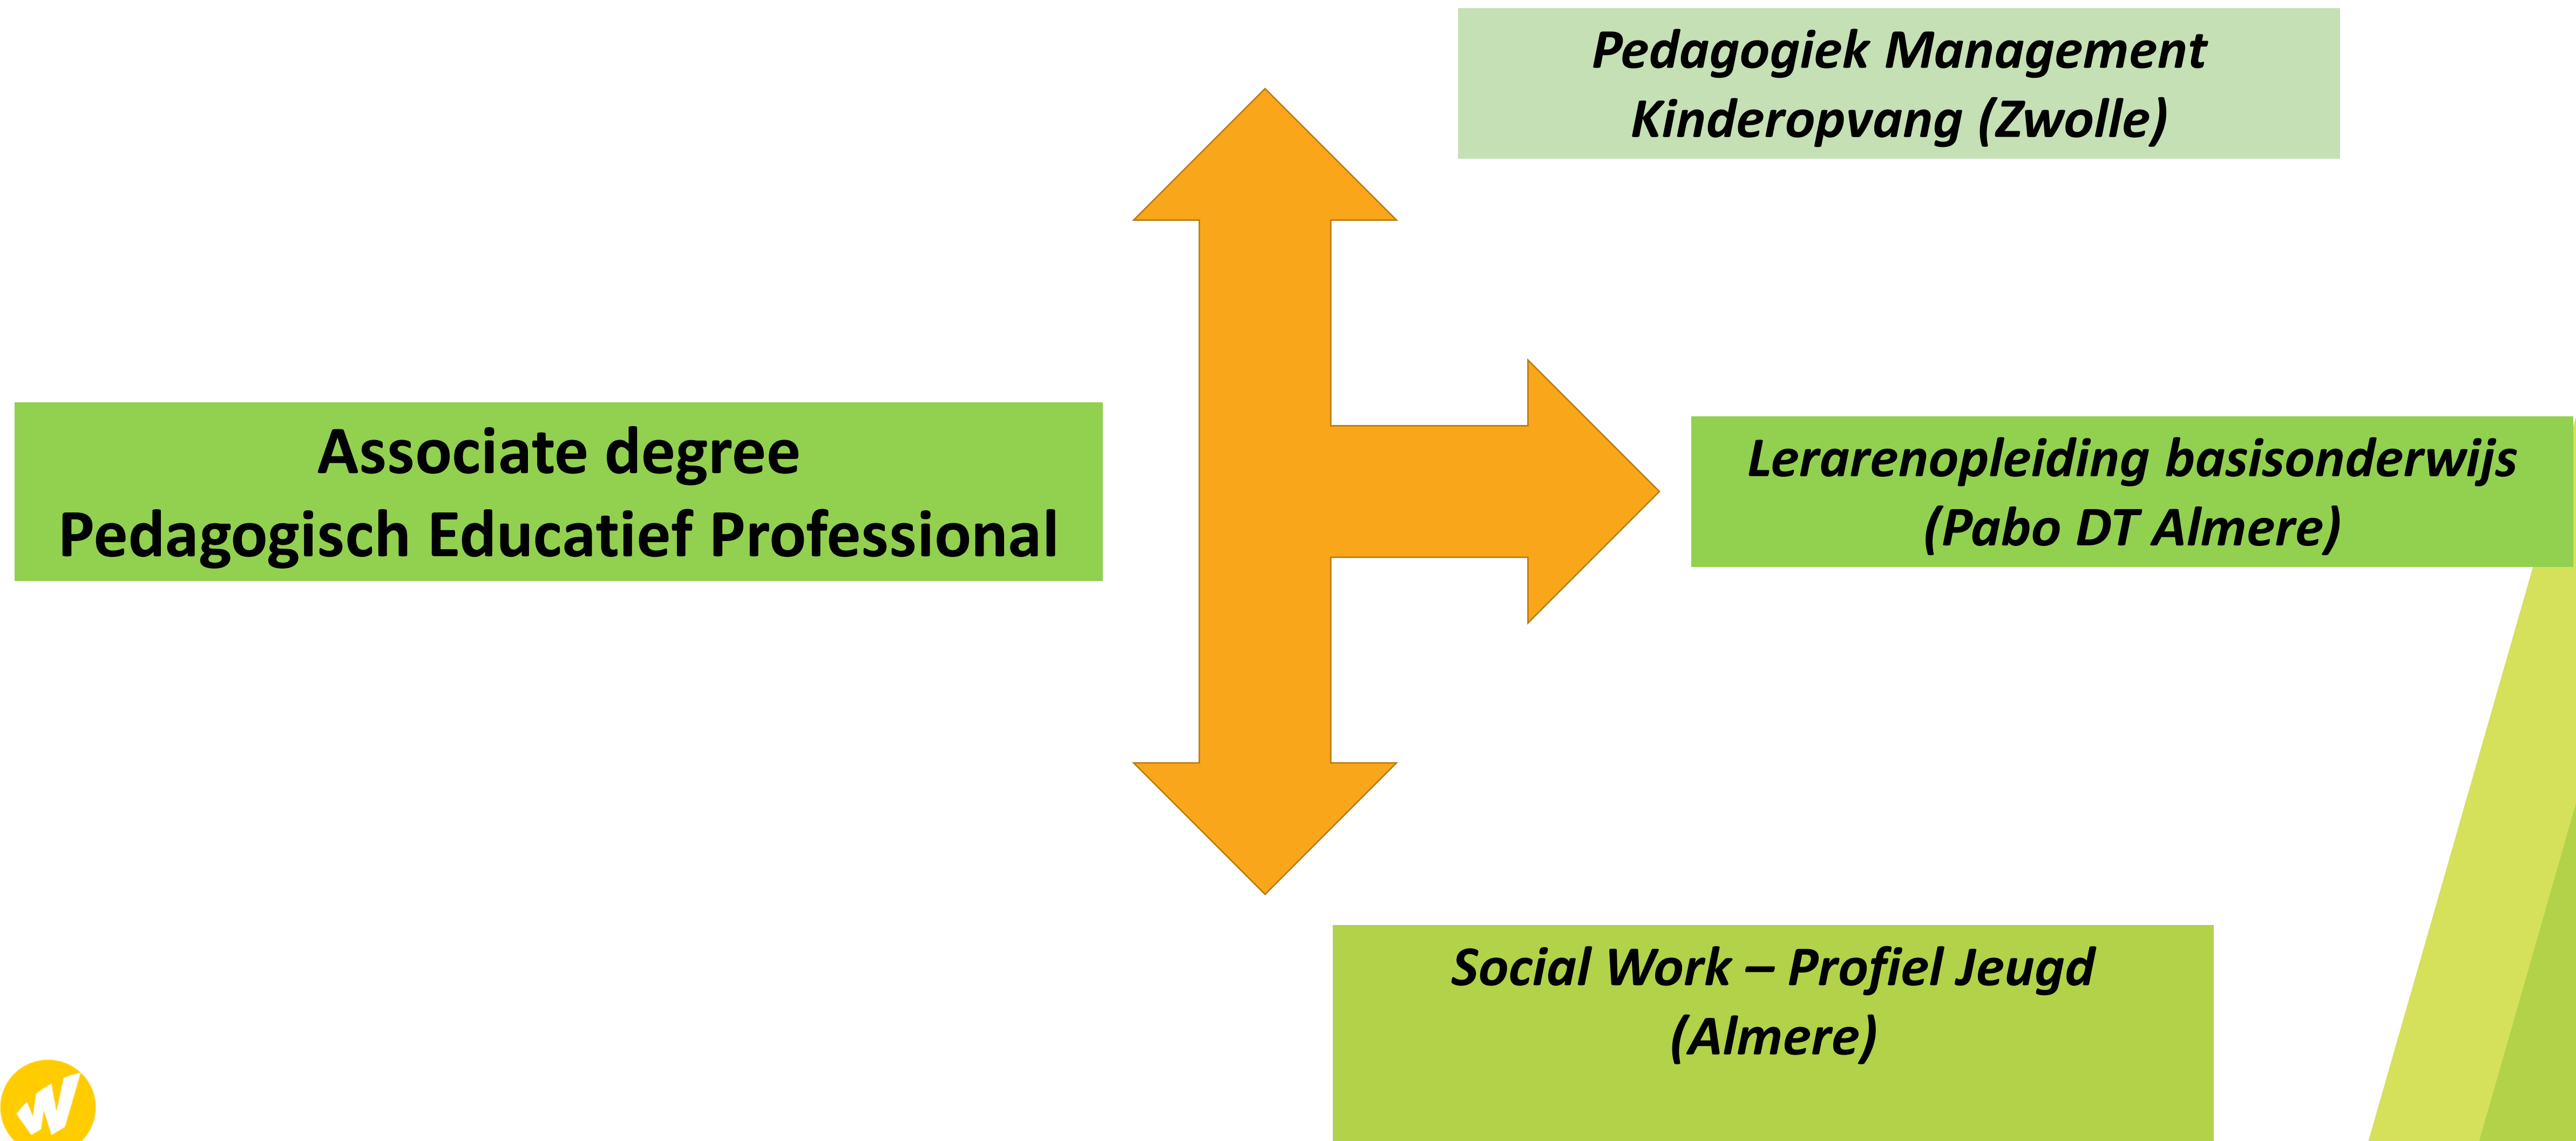 Pedagogiek Management
Kinderopvang (Zwolle)
Associate degree
Pedagogisch Educatief Professional
Lerarenopleiding basisonderwijs
(Pabo DT Almere)
Social Work – Profiel Jeugd
(Almere)
W